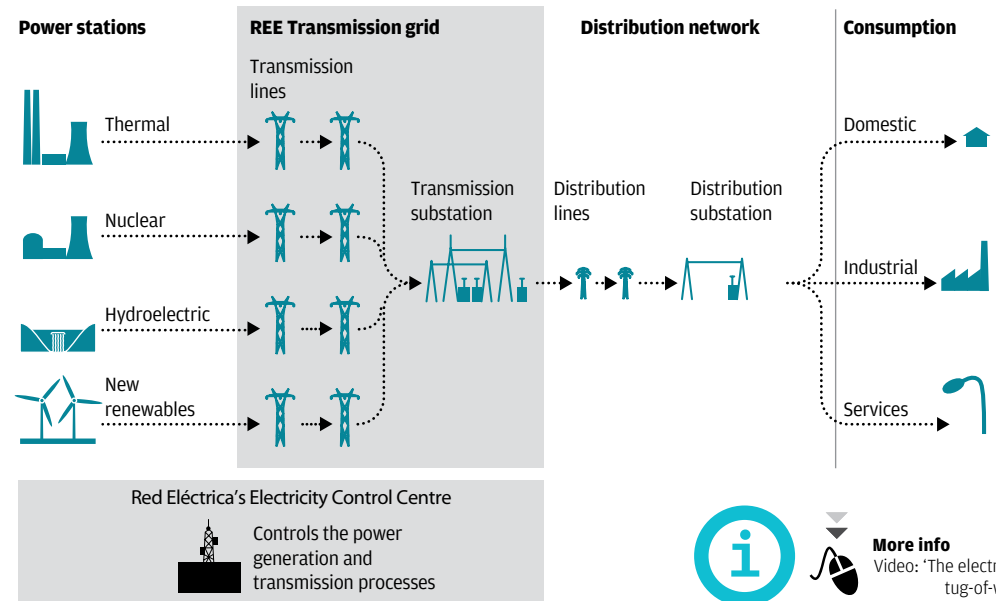 Power stations
REE Transmission grid
Distribution network
Consumption
Transmission
lines
Thermal
Domestic
Transmission
substation
Distribution
lines
Distribution
substation
Nuclear
Industrial
Hydroelectric
New
renewables
Services
Red Eléctrica’s Electricity Control Centre
Controls the power
generation and
transmission processes
i
More info
Video: ‘The electr
tug-of-